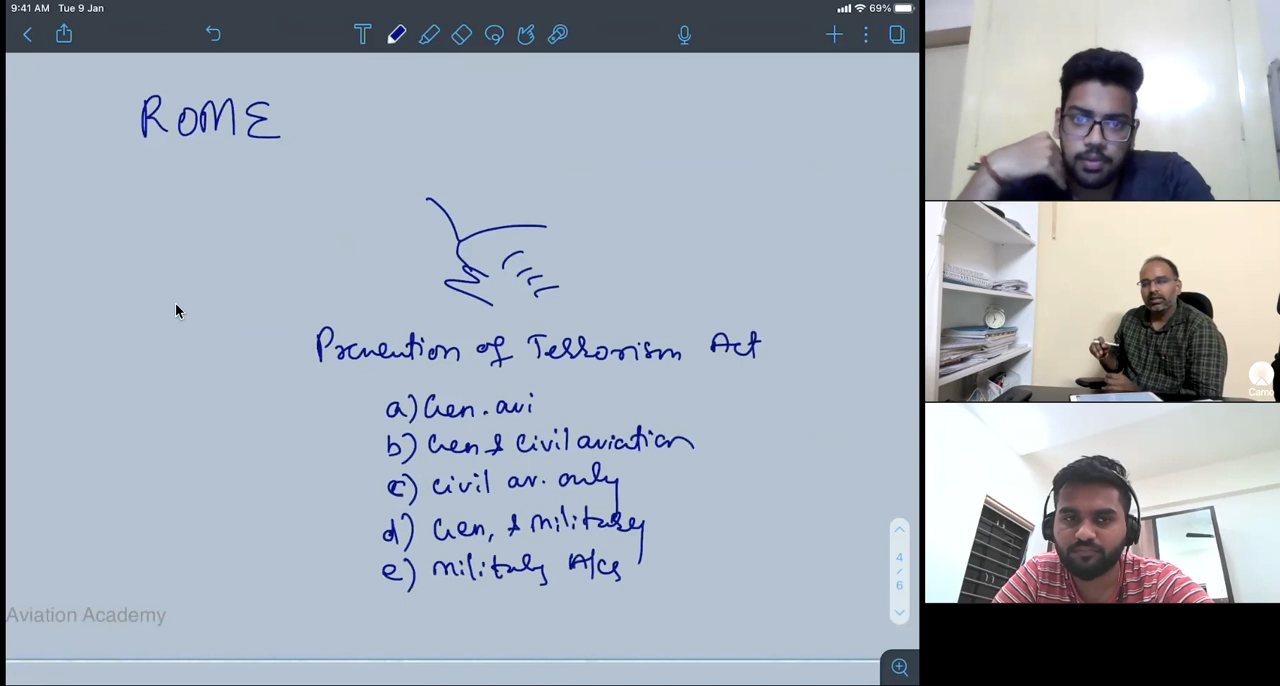 9:41 AM Tue 9 Jan
69%
ROME
Prevention of Terrorism Act
a) Gen. avi
b) Gen & Civil aviation
c) civil av. only
d) Gen, & military
e) military A/cs
4
/
6
Aviation Academy
Camo